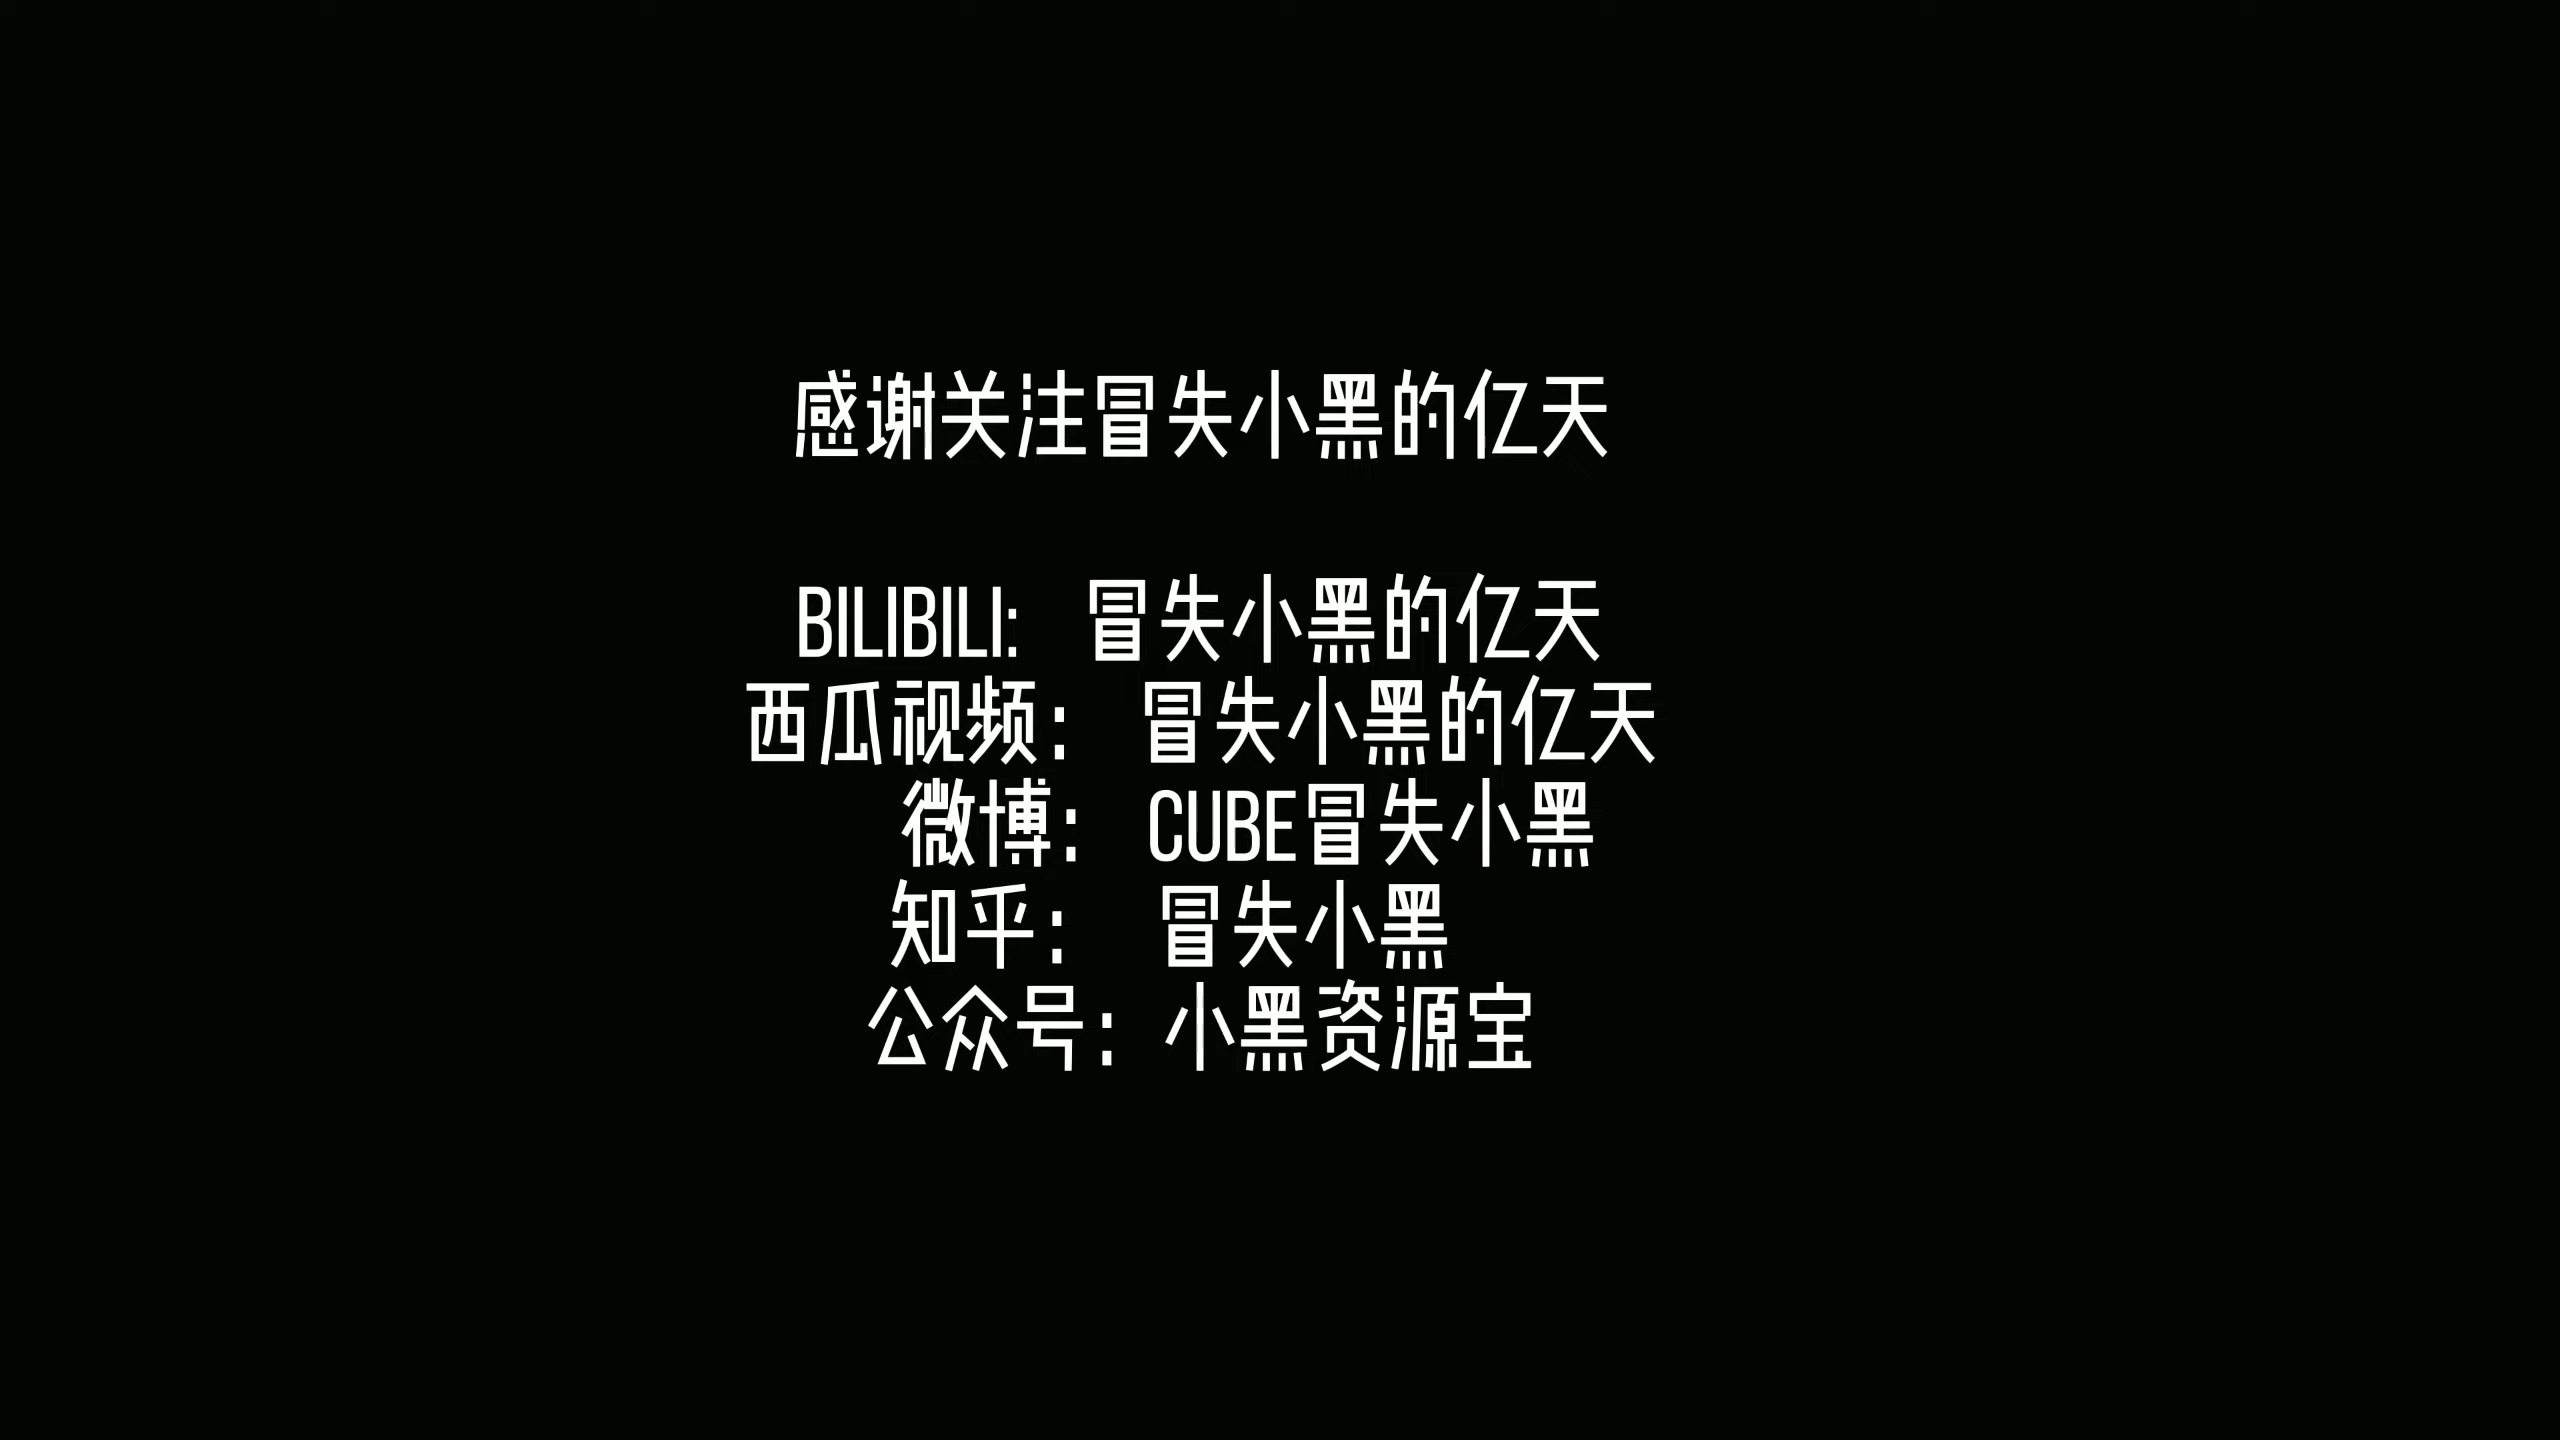 感谢关注冒失小黑的亿天
BILIBILI: 冒失小黑的亿天
西瓜视频： 冒失小黑的亿天
微博： CUBE冒失小黑
知乎： 冒失小黑
公众号：小黑资源宝